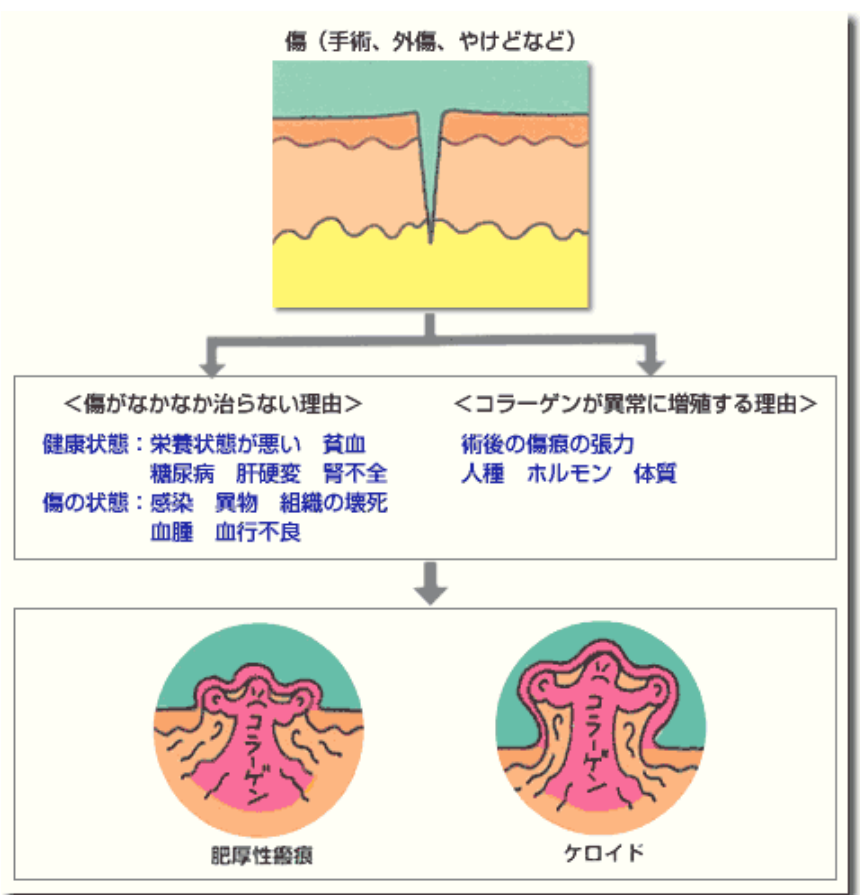 傷（手術、外傷、やけどなど）
＜傷がなかなか治らない理由＞
健康状態：栄養状態が悪い　貧血
糖尿病　肝硬変　腎不全
傷の状態：感染　異物　組織の壊死
血腫　血行不良
＜コラーゲンが異常に増殖する理由＞
術後の傷痕の張力
人種　ホルモン　体質
コラーゲン
肥厚性瘢痕
コラーゲン
ケロイド